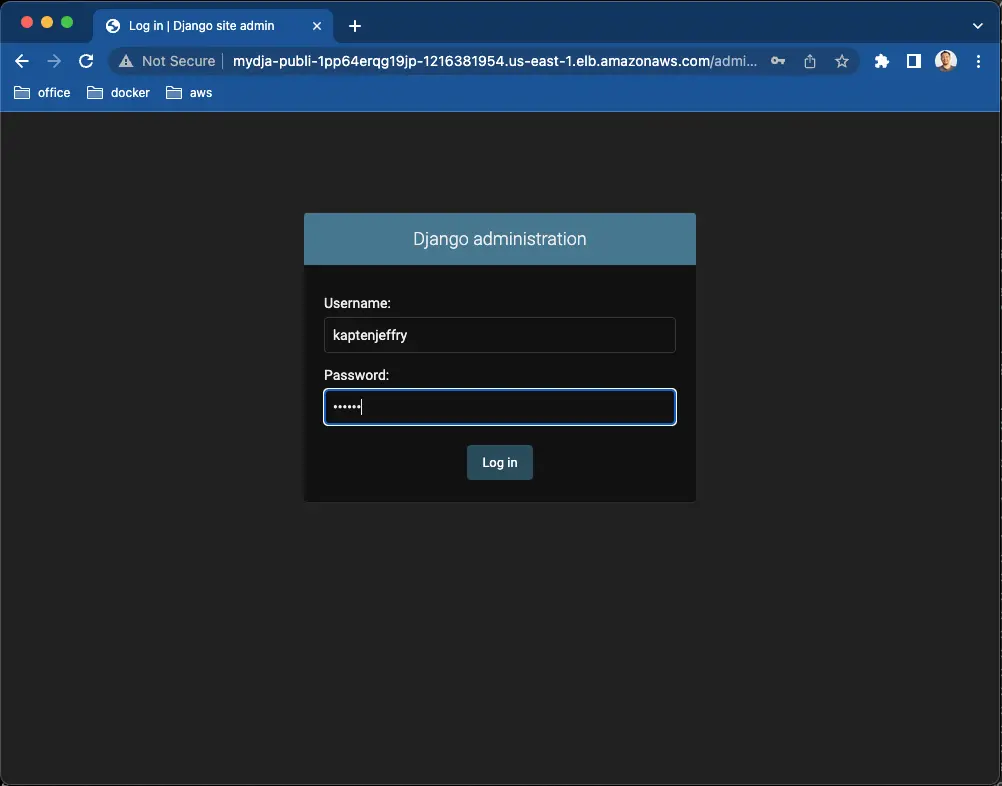 Log in | Django site admin
Not Secure | mydja-publi-1pp64erqg19jp-1216381954.us-east-1.elb.amazonaws.com/admi...
office docker aws
Django administration
Username:
kaptenjeffry
Password:
••••••
Log in